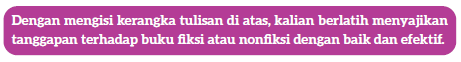 Dengan mengisi kerangka tulisan di atas, kalian berlatih menyajikan
tanggapan terhadap buku fiksi atau nonfiksi dengan baik dan efektif.